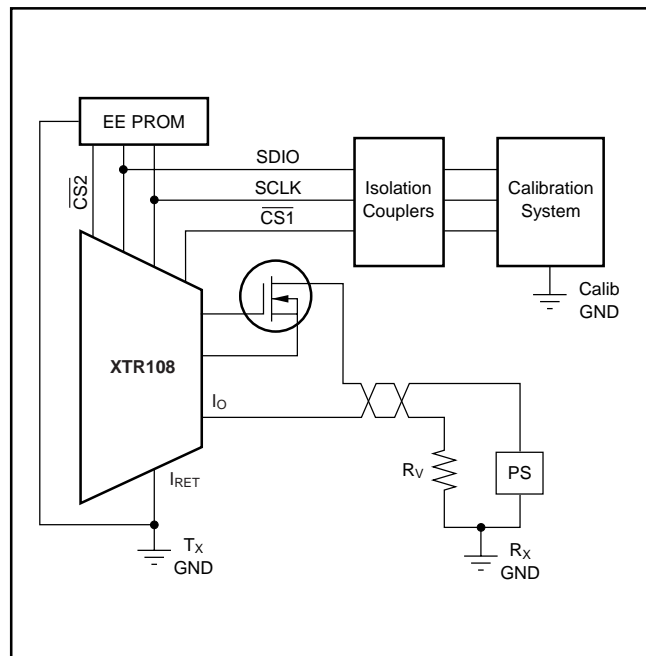 EE PROM
CS2
SDIO
SCLK
CS1
Isolation
Couplers
Calibration
System
Calib
GND
XTR108
IO
IRET
RV
PS
TX
GND
RX
GND